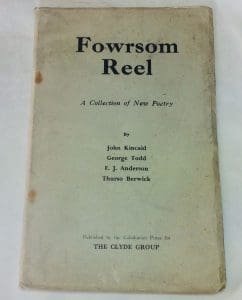 Fowrsom
Reel
A Collection of New Poetry
By
John Kincaid
George Todd
F. J. Anderson
Thurso Berwick
Published by the Caledonian Press for
THE CLYDE GROUP